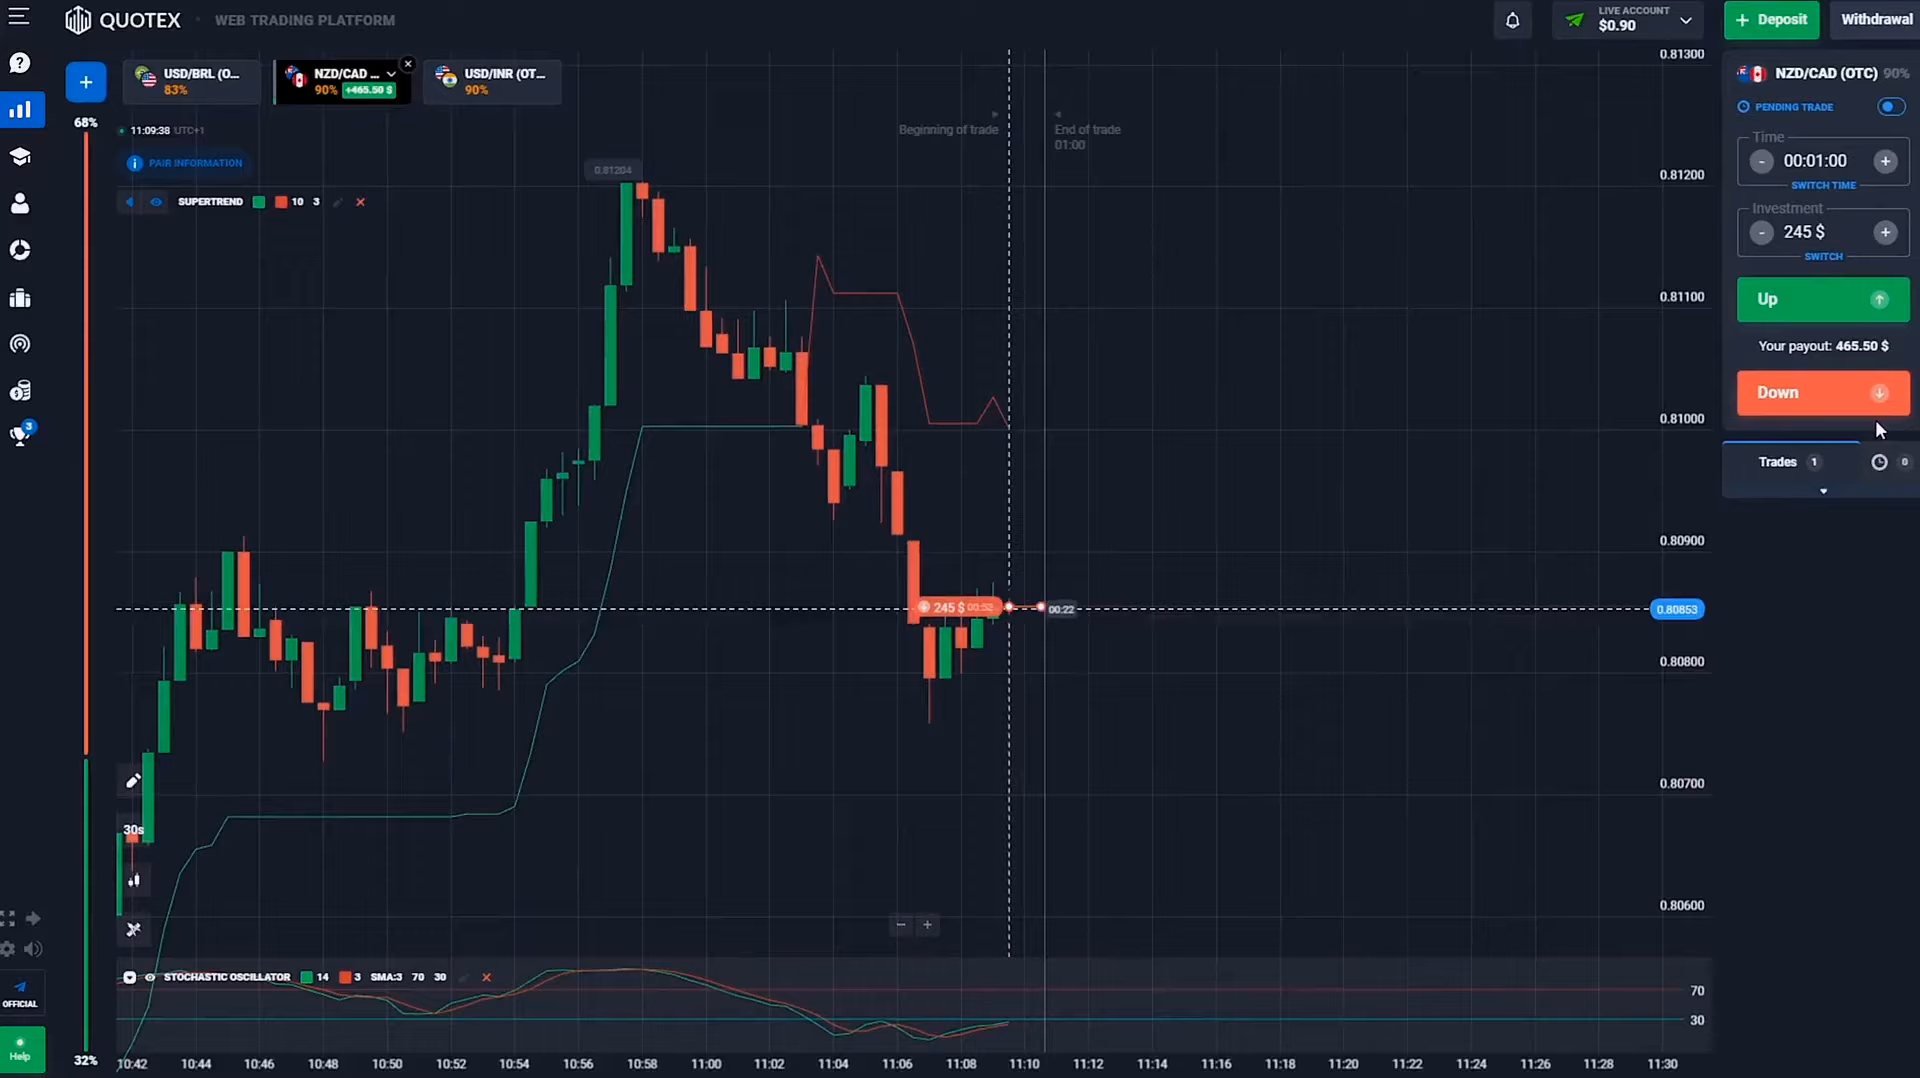 QUOTEX
WEB TRADING PLATFORM
LIVE ACCOUNT
$0.90
+ Deposit
Withdrawal
+
USD/BRL (O...
83%
NZD/CAD ...
90% +465.50 $
USD/INR (OT...
90%
68%
11:09:38 UTC+1
PAIR INFORMATION
SUPERTREND 10 3
0.81204
Beginning of trade
End of trade
01:00
0.81300
0.81200
0.81100
0.81000
0.80900
0.80853
0.80800
0.80700
0.80600
245 $ 00:52
00:22
NZD/CAD (OTC) 90%
PENDING TRADE
Time
- 00:01:00 +
SWITCH TIME
Investment
- 245 $ +
SWITCH
Up
Your payout: 465.50 $
Down
Trades 1
0
3
30s
STOCHASTIC OSCILLATOR 14 3 SMA:3 70 30
70
30
OFFICIAL
Help
32%
10:42 10:44 10:46 10:48 10:50 10:52 10:54 10:56 10:58 11:00 11:02 11:04 11:06 11:08 11:10 11:12 11:14 11:16 11:18 11:20 11:22 11:24 11:26 11:28 11:30